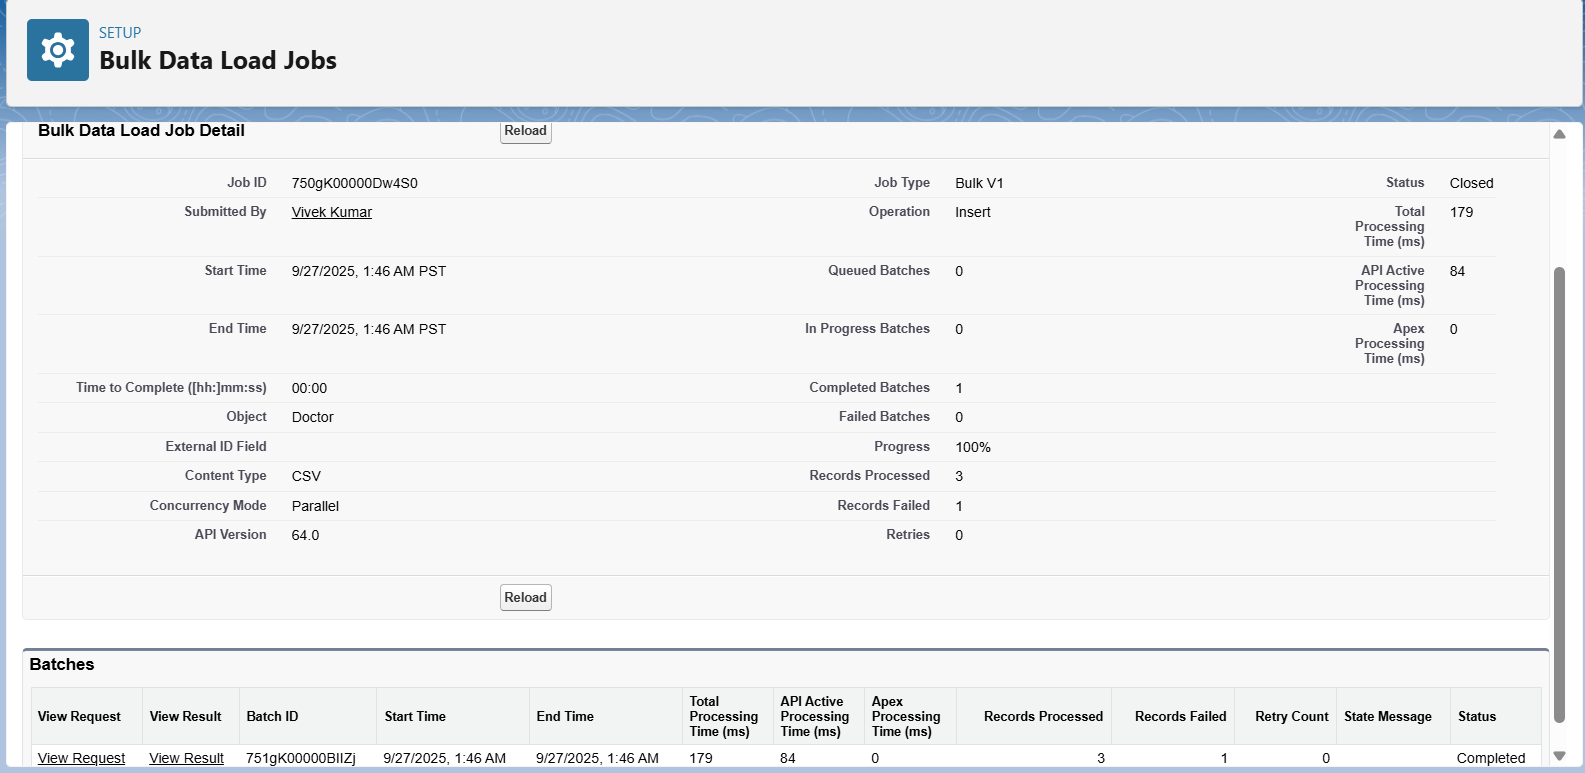 SETUP
Bulk Data Load Jobs
Bulk Data Load Job Detail Reload
Job ID 750gK00000Dw4S0 Job Type Bulk V1 Status Closed
Submitted By Vivek Kumar Operation Insert Total Processing Time (ms) 179
Start Time 9/27/2025, 1:46 AM PST Queued Batches 0 API Active Processing Time (ms) 84
End Time 9/27/2025, 1:46 AM PST In Progress Batches 0 Apex Processing Time (ms) 0
Time to Complete ([hh:]mm:ss) 00:00 Completed Batches 1
Object Doctor Failed Batches 0
External ID Field Progress 100%
Content Type CSV Records Processed 3
Concurrency Mode Parallel Records Failed 1
API Version 64.0 Retries 0
Reload
Batches
View Request View Result Batch ID Start Time End Time Total Processing Time (ms) API Active Processing Time (ms) Apex Processing Time (ms) Records Processed Records Failed Retry Count State Message Status
View Request View Result 751gK00000BIIZj 9/27/2025, 1:46 AM 9/27/2025, 1:46 AM 179 84 0 3 1 0 Completed